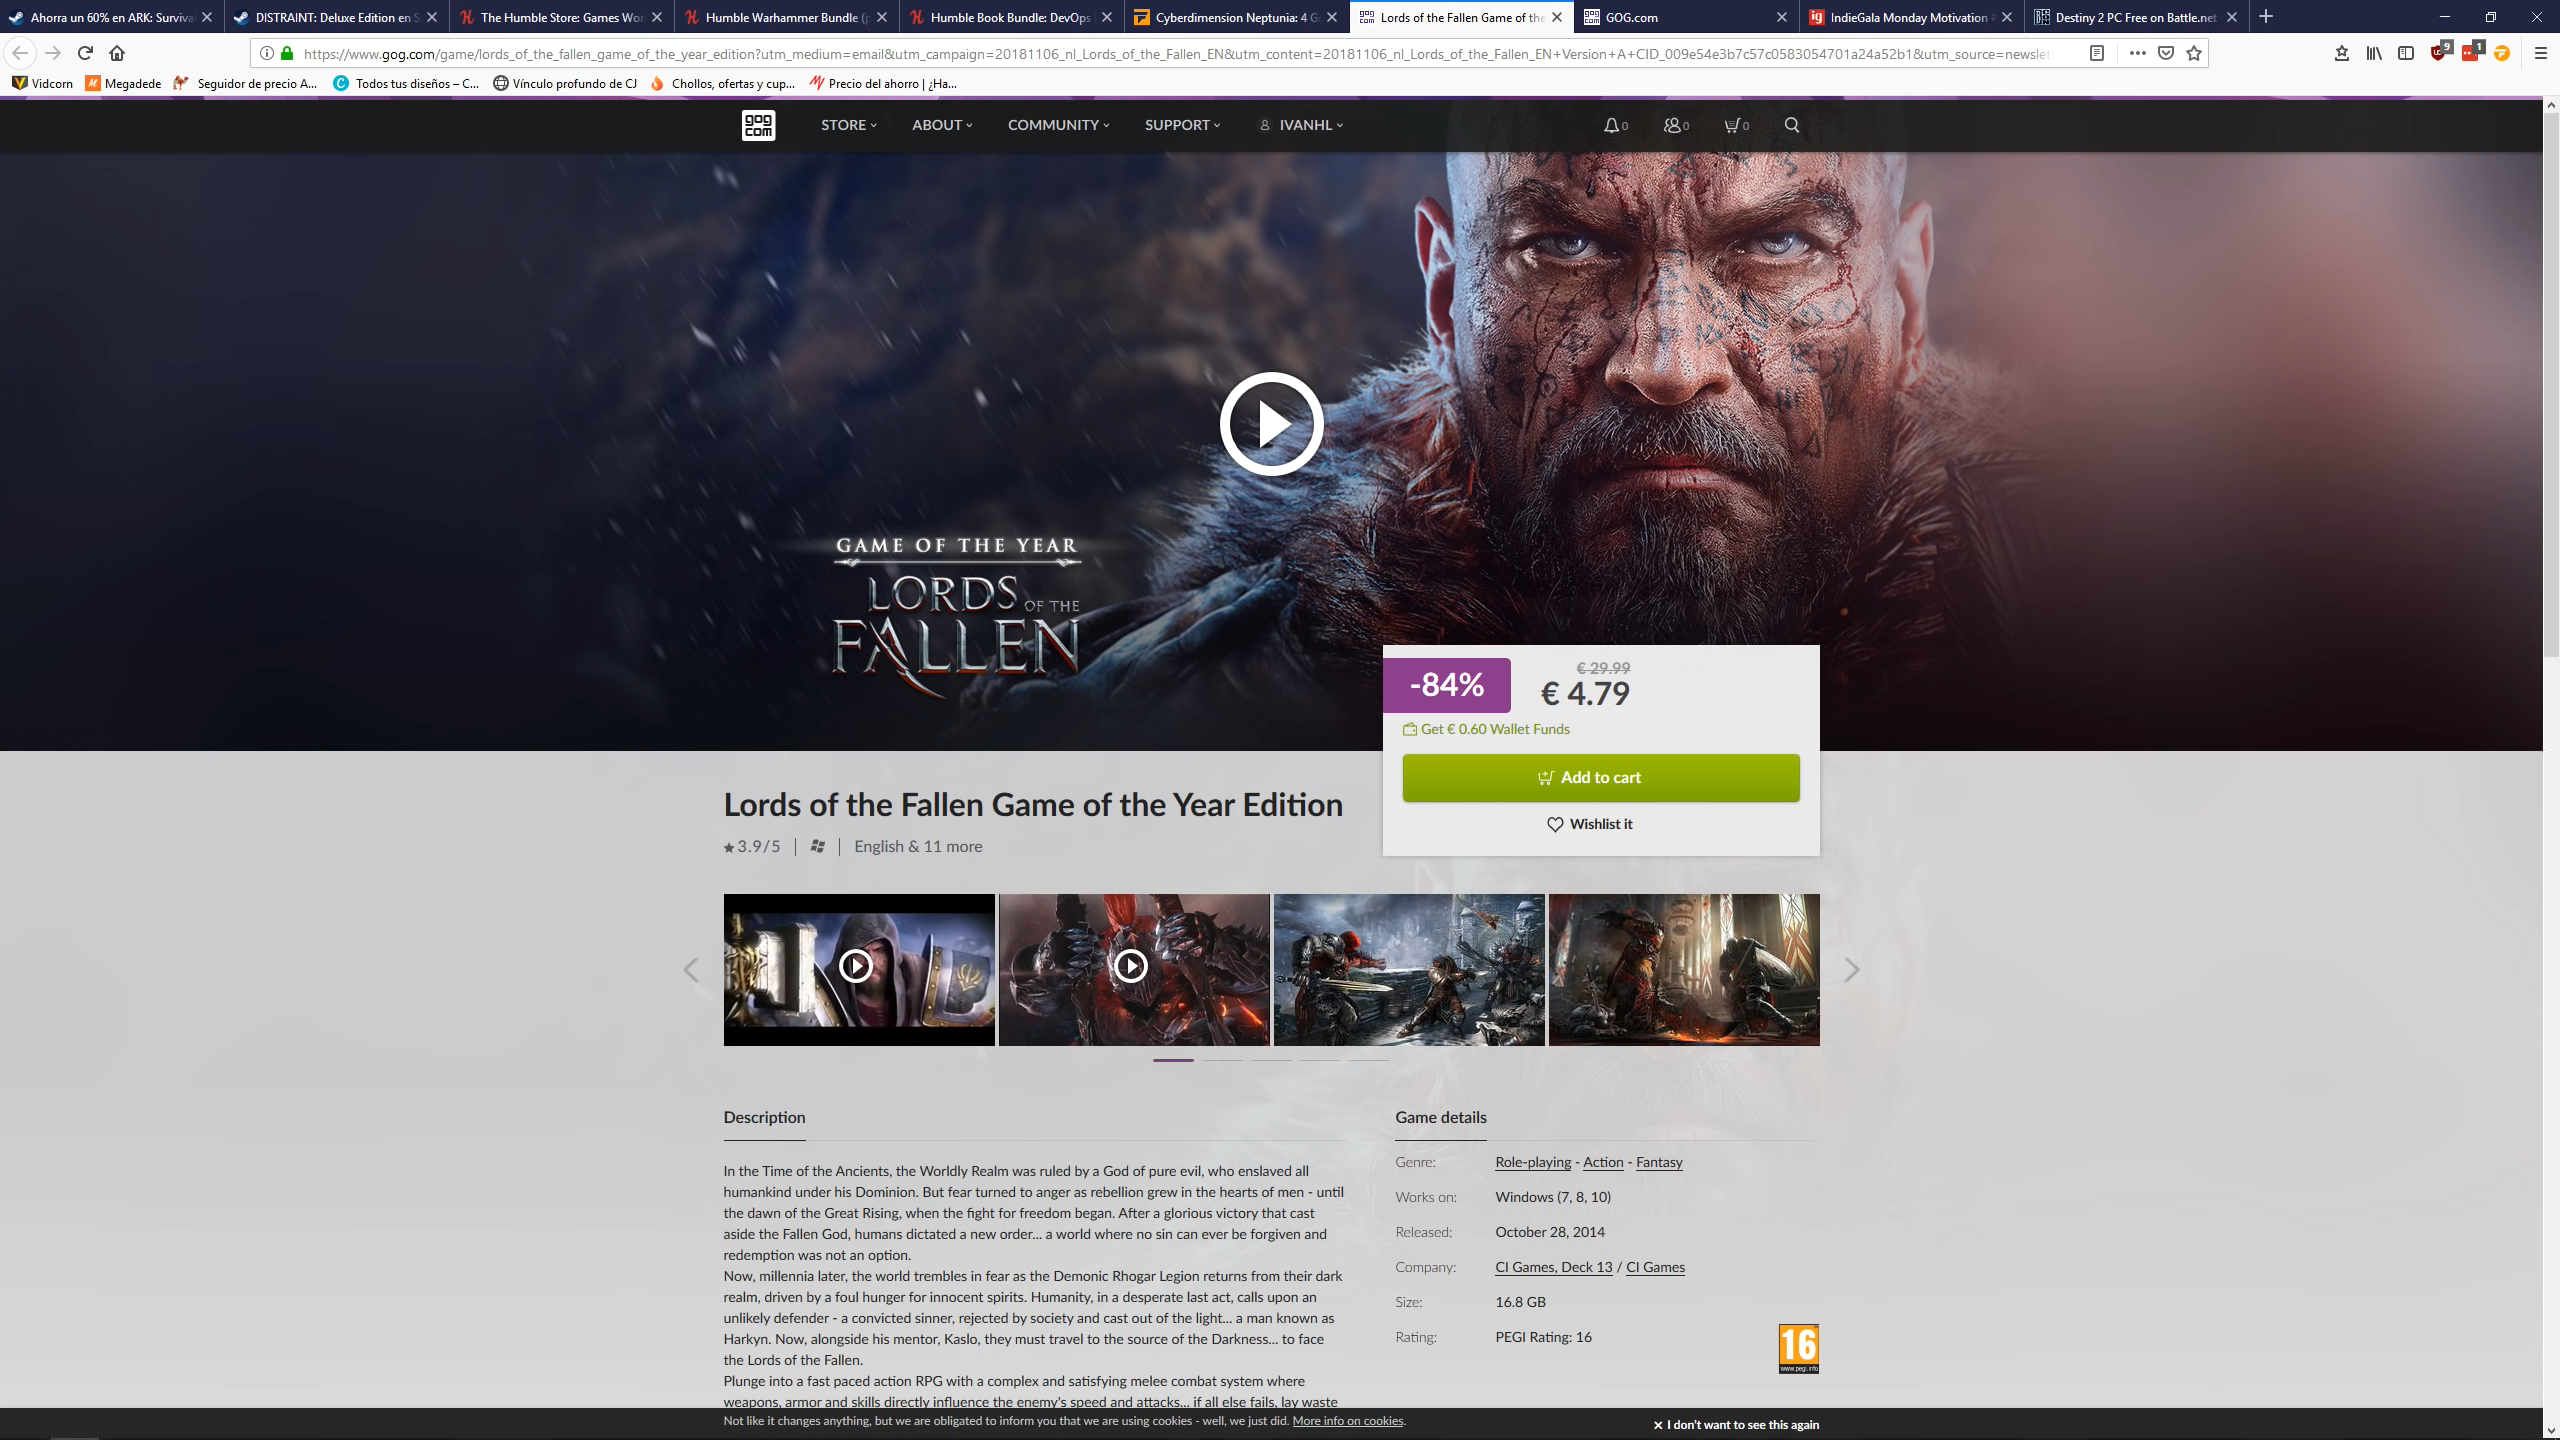 Ahorra un 60% en ARK: Surviva
DISTRAINT: Deluxe Edition en S
The Humble Store: Games Wor
Humble Warhammer Bundle (p
Humble Book Bundle: DevOps
Cyberdimension Neptunia: 4 G
Lords of the Fallen Game of the
GOG.com
IndieGala Monday Motivation
Destiny 2 PC Free on Battle.net
https://www.gog.com/game/lords_of_the_fallen_game_of_the_year_edition?utm_medium=email&utm_campaign=20181106_nl_Lords_of_the_Fallen_EN&utm_content=20181106_nl_Lords_of_the_Fallen_EN+Version+A+CID_009e54e3b7c57c0583054701a24a52b1&utm_source=newslet
9
1
Vidcorn
Megadede
Seguidor de precio A...
Todos tus diseños – C...
Vínculo profundo de CJ
Chollos, ofertas y cup...
Precio del ahorro | ¿Ha...
gog com
STORE
ABOUT
COMMUNITY
SUPPORT
IVANHL
0
0
0
GAME OF THE YEAR
LORDS OF THE
FALLEN
-84%
€ 29.99
€ 4.79
Get € 0.60 Wallet Funds
Add to cart
Wishlist it
Lords of the Fallen Game of the Year Edition
3.9/5
English & 11 more
Description
In the Time of the Ancients, the Worldly Realm was ruled by a God of pure evil, who enslaved all
humankind under his Dominion. But fear turned to anger as rebellion grew in the hearts of men - until
the dawn of the Great Rising, when the fight for freedom began. After a glorious victory that cast
aside the Fallen God, humans dictated a new order... a world where no sin can ever be forgiven and
redemption was not an option.
Now, millennia later, the world trembles in fear as the Demonic Rhogar Legion returns from their dark
realm, driven by a foul hunger for innocent spirits. Humanity, in a desperate last act, calls upon an
unlikely defender - a convicted sinner, rejected by society and cast out of the light... a man known as
Harkyn. Now, alongside his mentor, Kaslo, they must travel to the source of the Darkness... to face
the Lords of the Fallen.
Plunge into a fast paced action RPG with a complex and satisfying melee combat system where
weapons, armor and skills directly influence the enemy's speed and attacks... if all else fails, lay waste
Game details
Genre: Role-playing - Action - Fantasy
Works on: Windows (7, 8, 10)
Released: October 28, 2014
Company: CI Games, Deck 13 / CI Games
Size: 16.8 GB
Rating: PEGI Rating: 16
16
www.pegi.info
Not like it changes anything, but we are obligated to inform you that we are using cookies - well, we just did. More info on cookies.
I don't want to see this again